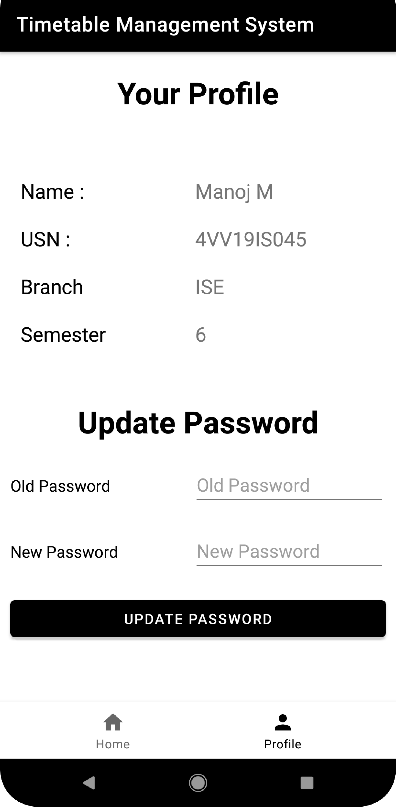 Timetable Management System
Your Profile
Name : Manoj M
USN : 4VV19IS045
Branch ISE
Semester 6
Update Password
Old Password Old Password
New Password New Password
UPDATE PASSWORD
Home Profile